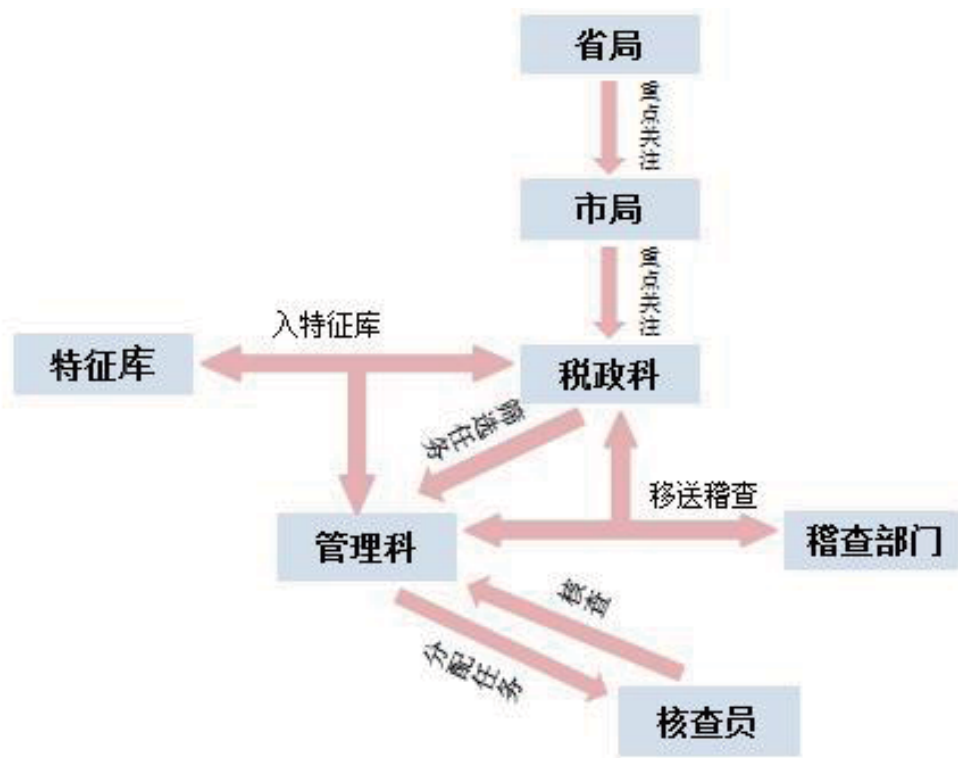 省局
重点关注
市局
重点关注
入特征库
特征库
税政科
筛选任务
移送稽查
管理科
稽查部门
核查
分配任务
核查员